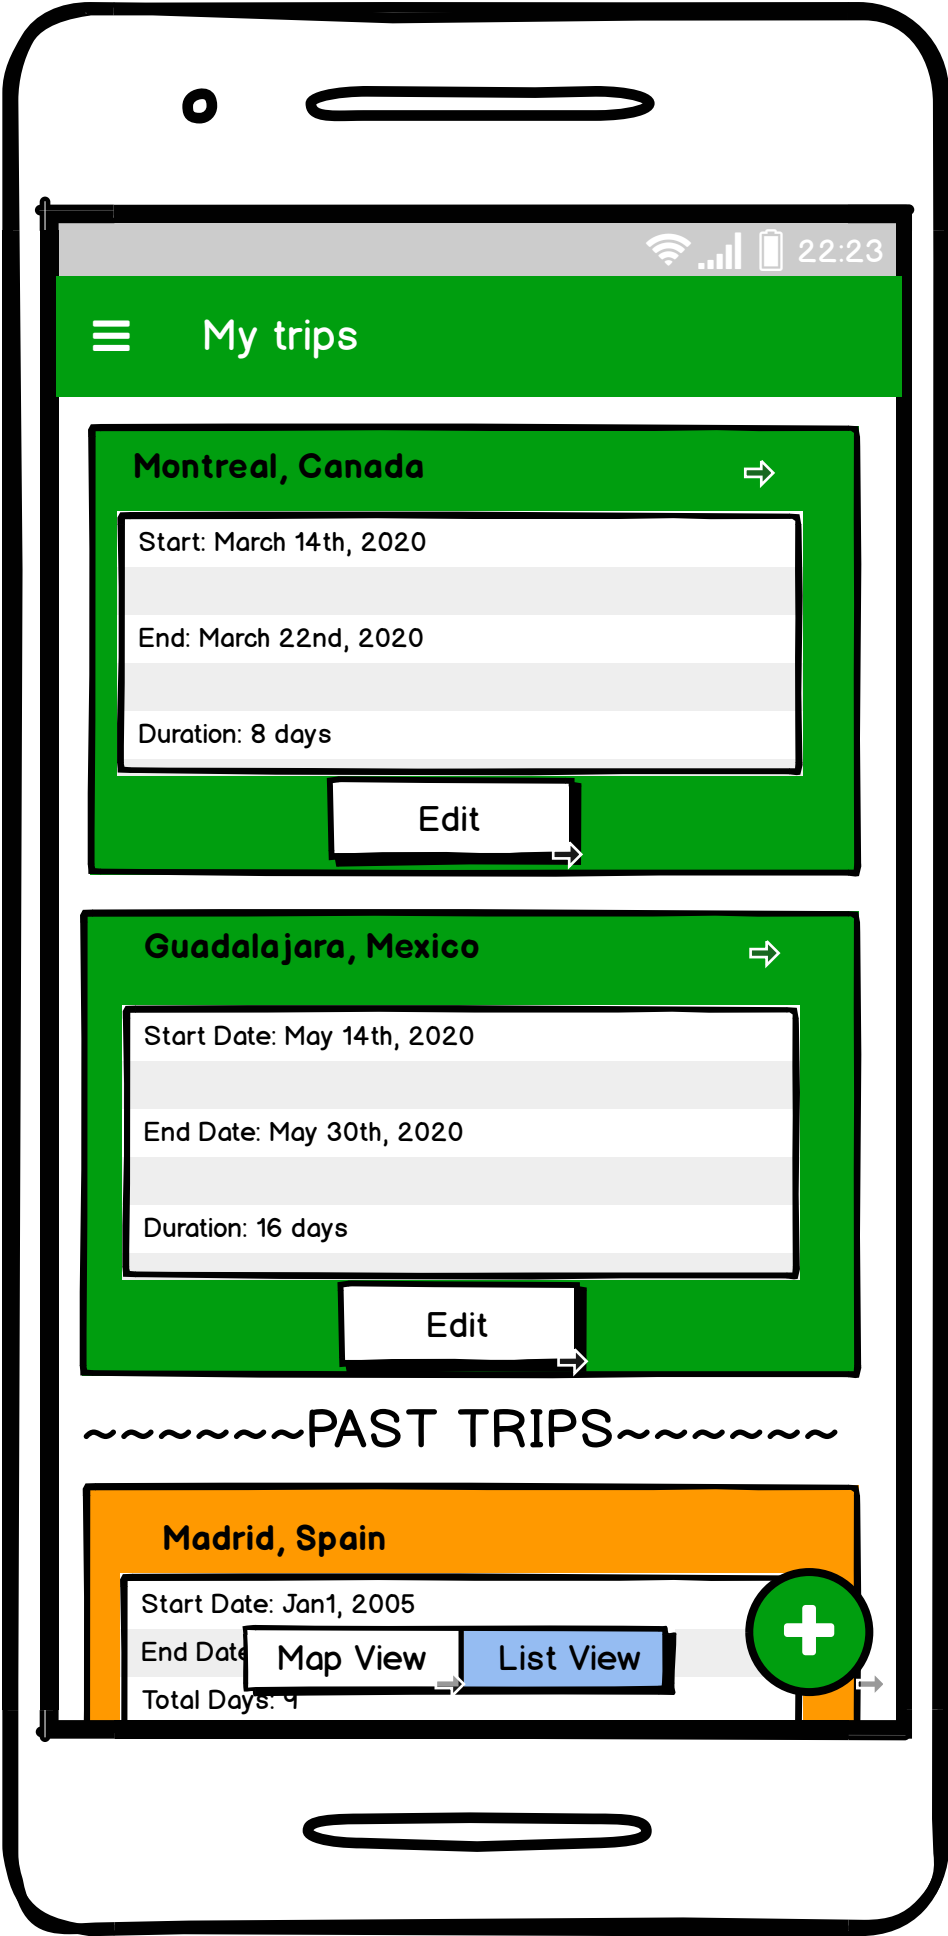 22:23
My trips
Montreal, Canada
Start: March 14th, 2020
End: March 22nd, 2020
Duration: 8 days
Edit
Guadalajara, Mexico
Start Date: May 14th, 2020
End Date: May 30th, 2020
Duration: 16 days
Edit
~~~~~~PAST TRIPS~~~~~~
Madrid, Spain
Start Date: Jan1, 2005
End Date
Map View List View
Total Days: 9